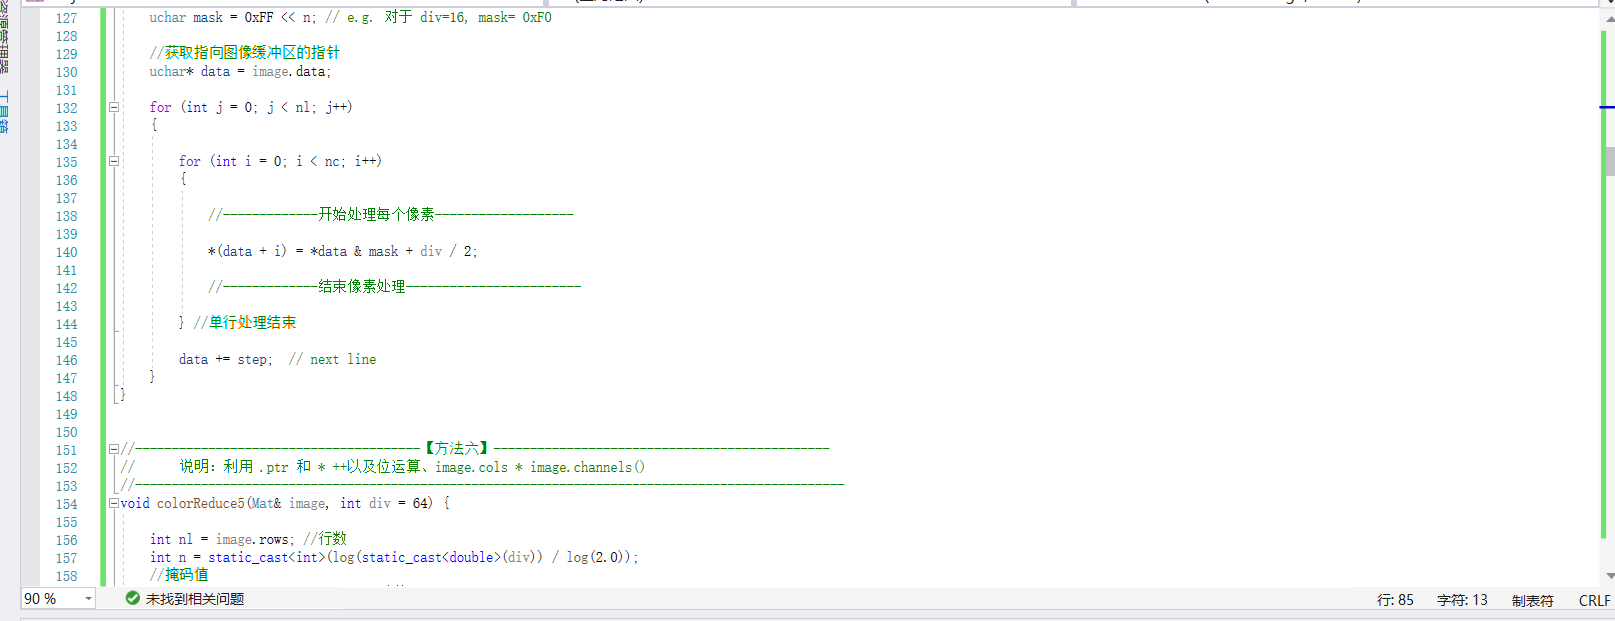 资源管理器
工具箱
127 uchar mask = 0xFF << n; // e.g. 对于 div=16, mask= 0xF0
128
129 //获取指向图像缓冲区的指针
130 uchar* data = image.data;
131
132 for (int j = 0; j < nl; j++)
133 {
134
135 for (int i = 0; i < nc; i++)
136 {
137
138 //-------------开始处理每个像素-------------------
139
140 *(data + i) = *data & mask + div / 2;
141
142 //-------------结束像素处理------------------------
143
144 } //单行处理结束
145
146 data += step;  // next line
147 }
148 }
149
150
151 //---------------------------------------【方法六】----------------------------------------------
152 // 说明：利用 .ptr 和 * ++以及位运算、image.cols * image.channels()
153 //-------------------------------------------------------------------------------------------------
154 void colorReduce5(Mat& image, int div = 64) {
155
156 int nl = image.rows; //行数
157 int n = static_cast<int>(log(static_cast<double>(div)) / log(2.0));
158 //掩码值
90 % 未找到相关问题 行: 85 字符: 13 制表符 CRLF